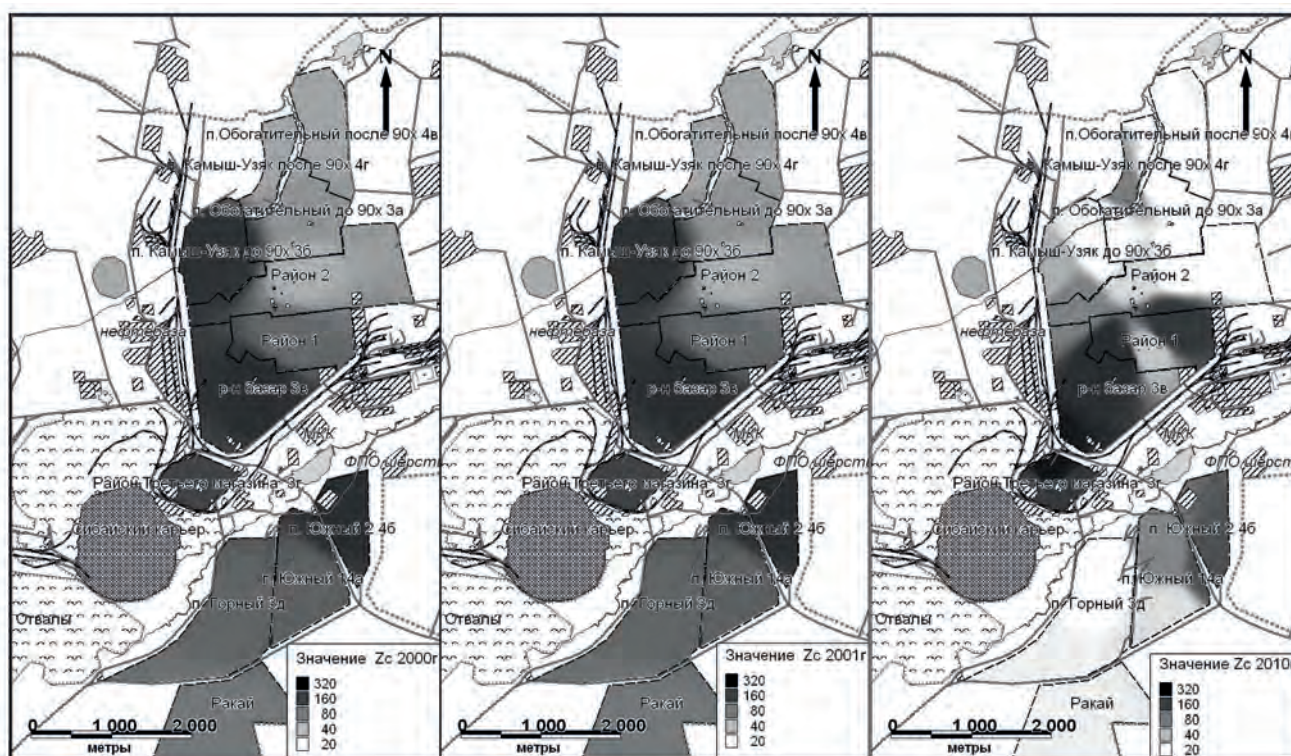 N
п.Обогатительный после 90х 4в
п. Камыш-Узяк после 90х 4г
п. Обогатительный до 90х 3а
п. Камыш-Узяк до 90х 3б
Район 2
нефтебаза
Район 1
р-н Базар 3в
МКК
ФПО шерсть
Район Третьего магазина 3г
Сибайский карьер
п. Южный 2 4б
п. Южный 1 4а
п. Горный 3д
Отвалы
Ракай
Значение Zc 2000г
320
160
80
40
20
0 1 000 2 000
метры
N
п.Обогатительный после 90х 4в
п. Камыш-Узяк после 90х 4г
п. Обогатительный до 90х 3а
п. Камыш-Узяк до 90х 3б
Район 2
нефтебаза
Район 1
р-н Базар 3в
МКК
ФПО шерсть
Район Третьего магазина 3г
Сибайский карьер
п. Южный 2 4б
п. Южный 1 4а
п. Горный 3д
Отвалы
Ракай
Значение Zc 2001г
320
160
80
40
20
0 1 000 2 000
метры
N
п.Обогатительный после 90х 4в
п. Камыш-Узяк после 90х 4г
п. Обогатительный до 90х 3а
п. Камыш-Узяк до 90х 3б
Район 2
нефтебаза
Район 1
р-н Базар 3в
МКК
ФПО шерсть
Район Третьего магазина 3г
Сибайский карьер
п. Южный 2 4б
п. Южный 1 4а
п. Горный 3д
Отвалы
Ракай
Значение Zc 2010г
320
160
80
40
20
0 1 000 2 000
метры